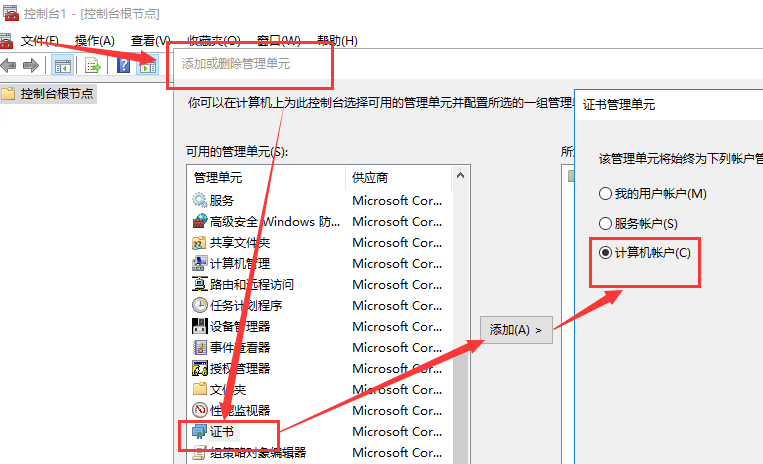 控制台1 - [控制台根节点]
文件(F) 操作(A) 查看(V) 收藏夹(O) 窗口(W) 帮助(H)
添加或删除管理单元
控制台根节点
你可以在计算机上为此控制台选择可用的管理单元并配置所选的一组管理
证书管理单元
可用的管理单元(S):
所
该管理单元将始终为下列帐户管
管理单元 供应商
我的用户帐户(M)
服务 Microsoft Cor...
高级安全 Windows 防... Microsoft Cor...
服务帐户(S)
共享文件夹 Microsoft Cor...
计算机帐户(C)
计算机管理 Microsoft Cor...
路由和远程访问 Microsoft Cor...
任务计划程序 Microsoft Cor...
设备管理器 Microsoft Cor...
添加(A) >
事件查看器 Microsoft Cor...
授权管理器 Microsoft Cor...
文件夹 Microsoft Cor...
性能监视器 Microsoft Cor...
证书 Microsoft Cor...
组策略对象编辑器 Microsoft Cor...